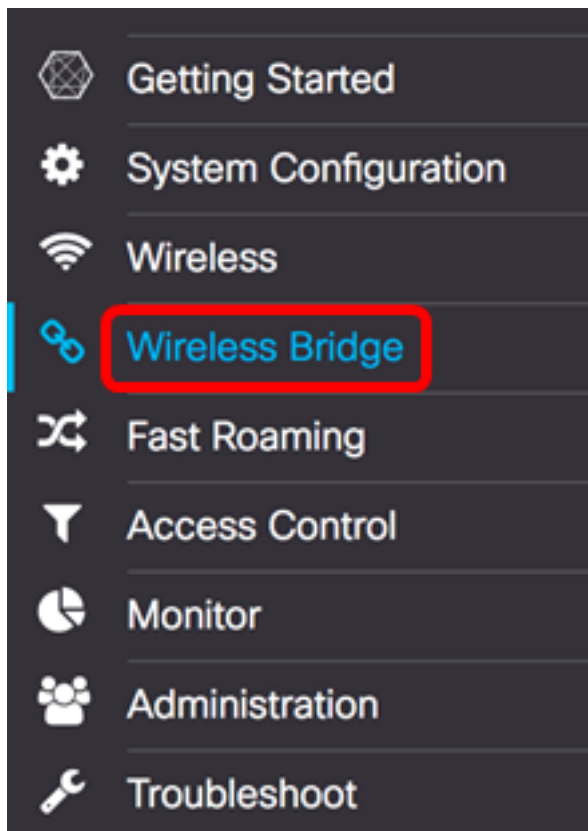 Getting Started
System Configuration
Wireless
Wireless Bridge
Fast Roaming
Access Control
Monitor
Administration
Troubleshoot